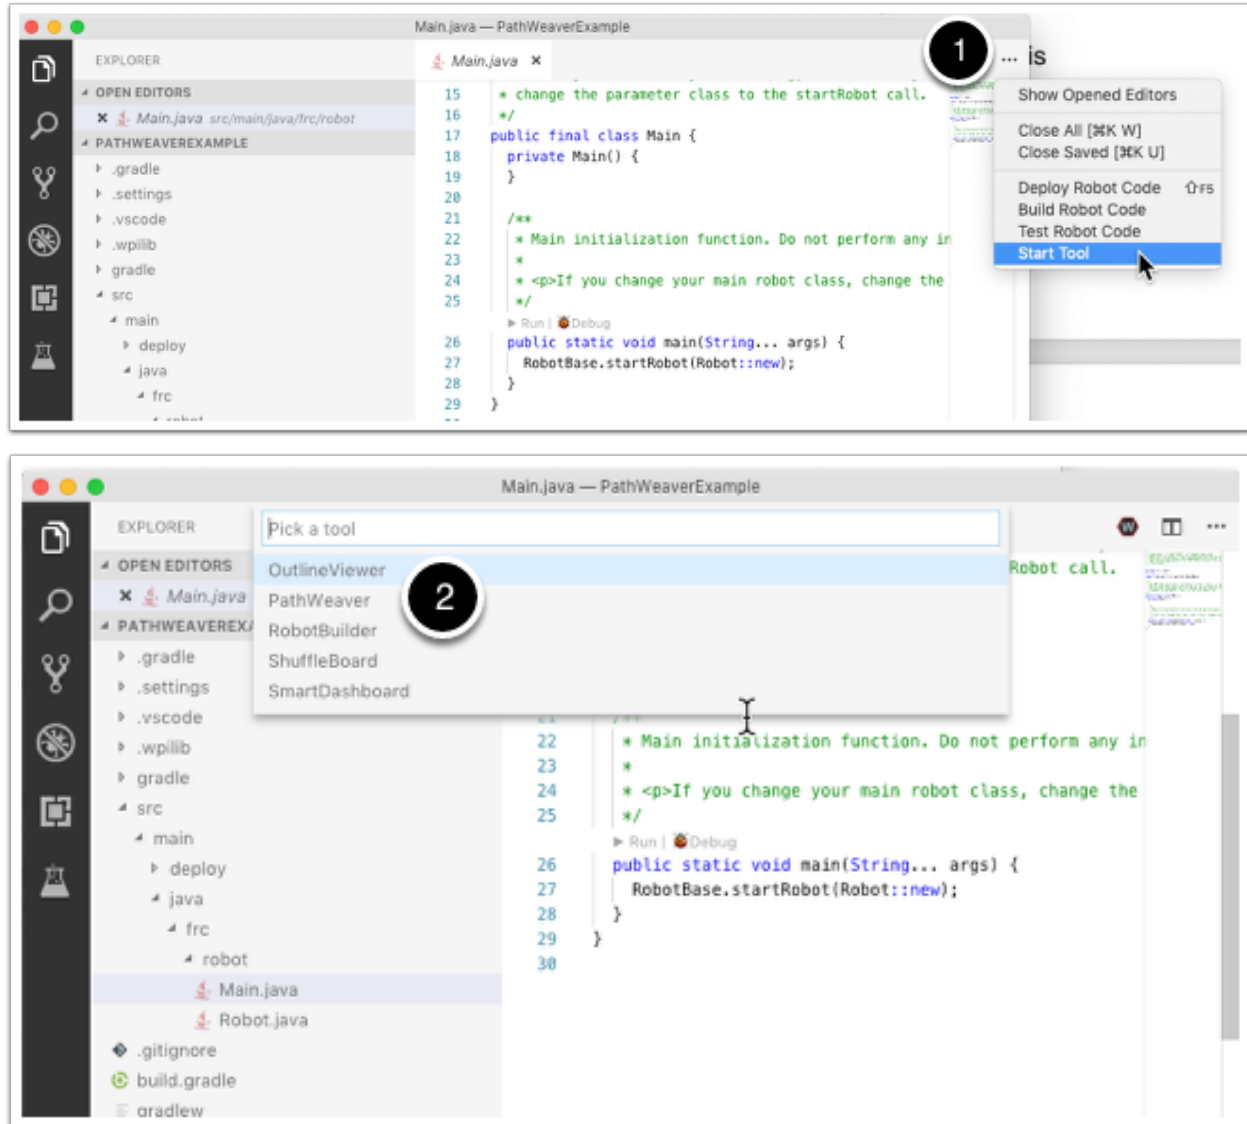 Main.java — PathWeaverExample
EXPLORER
Main.java ×
1
... is
OPEN EDITORS
× Main.java src/main/java/frc/robot
PATHWEAVEREXAMPLE
.gradle
.settings
.vscode
.wpilib
gradle
src
main
deploy
java
frc
15 * change the parameter class to the startRobot call.
16 */
17 public final class Main {
18 private Main() {
19 }
20
21 /**
22 * Main initialization function. Do not perform any in
23 *
24 * <p>If you change your main robot class, change the
25 */
Run | Debug
26 public static void main(String... args) {
27 RobotBase.startRobot(Robot::new);
28 }
29 }
Show Opened Editors
Close All [⌘K W]
Close Saved [⌘K U]
Deploy Robot Code ⇧F5
Build Robot Code
Test Robot Code
Start Tool
Main.java — PathWeaverExample
EXPLORER
Pick a tool
W
...
OPEN EDITORS
× Main.java
PATHWEAVEREXA
OutlineViewer
PathWeaver
RobotBuilder
ShuffleBoard
SmartDashboard
2
.gradle
.settings
.vscode
.wpilib
gradle
src
main
deploy
java
frc
robot
Main.java
Robot.java
.gitignore
build.gradle
gradlew
Robot call.
21 /**
22 * Main initialization function. Do not perform any in
23 *
24 * <p>If you change your main robot class, change the
25 */
Run | Debug
26 public static void main(String... args) {
27 RobotBase.startRobot(Robot::new);
28 }
29 }
30